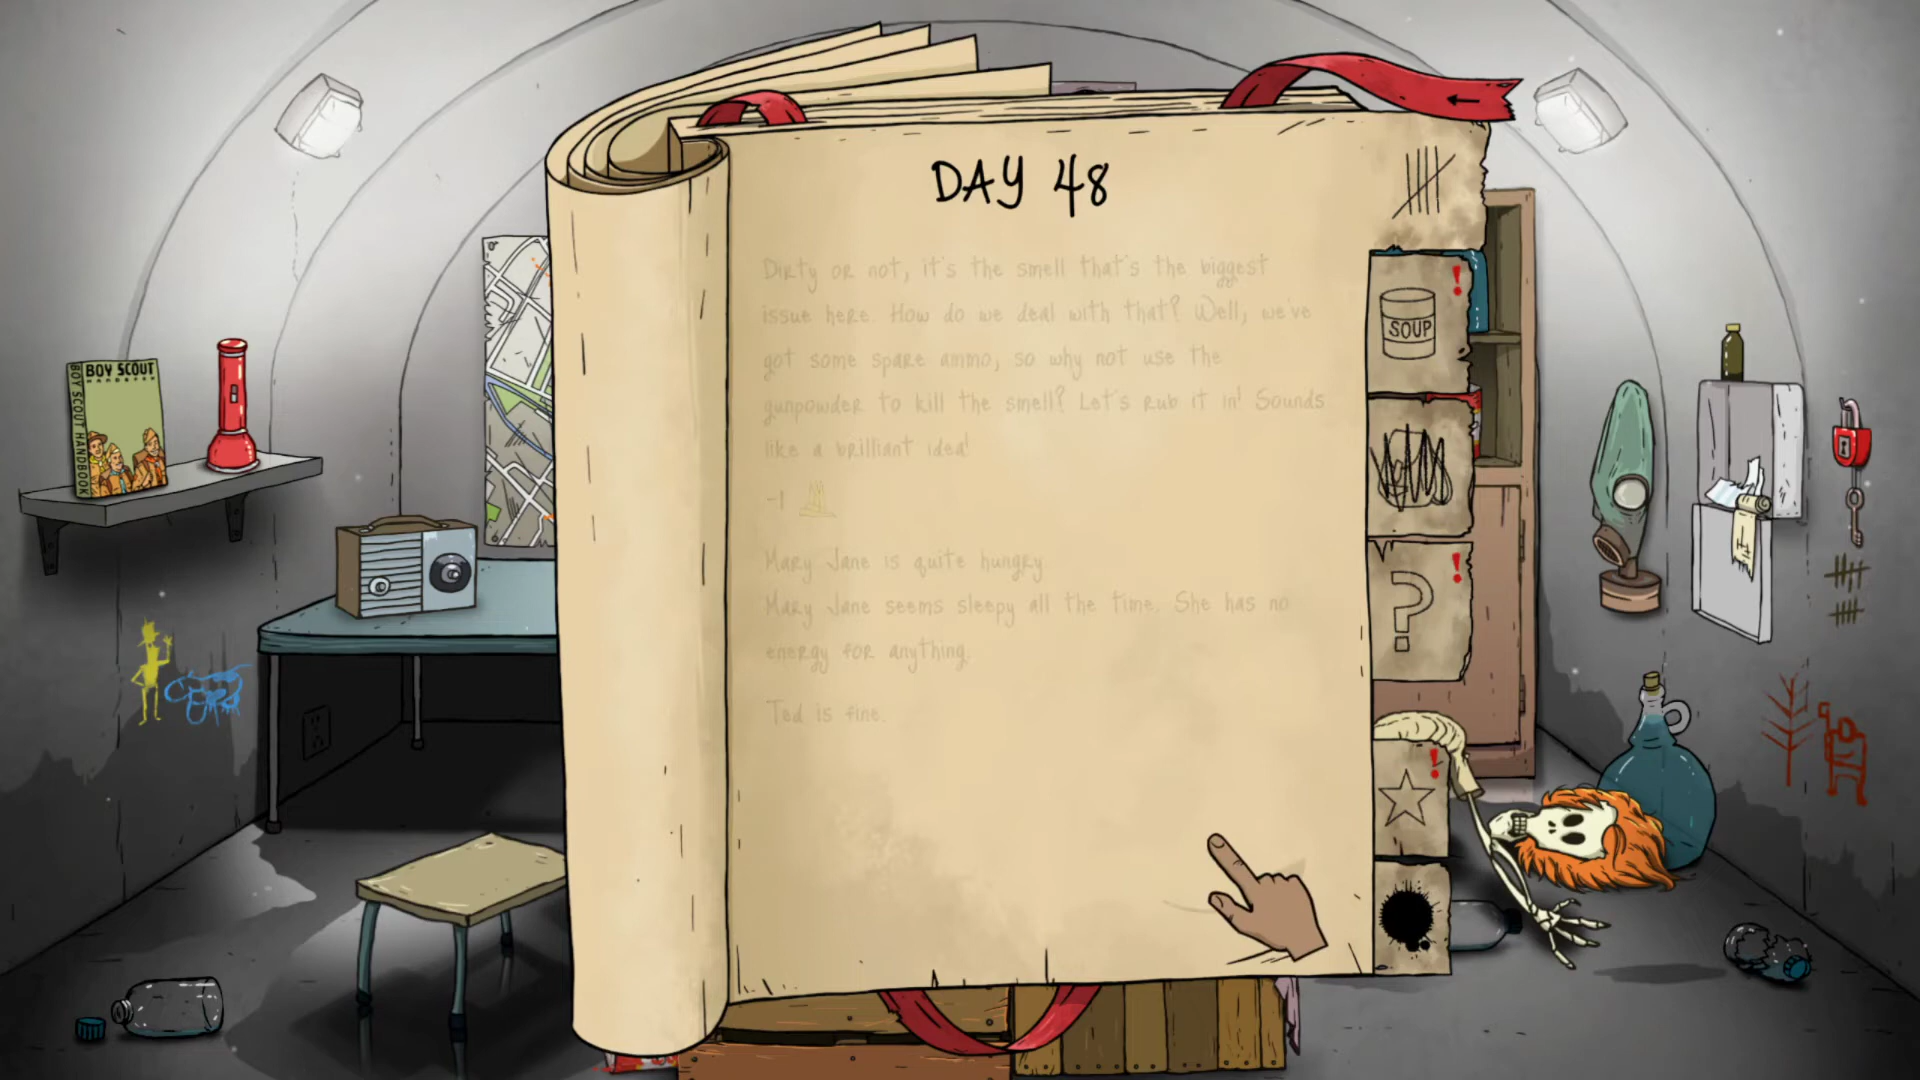 DAY 48
Dirty or not, it's the smell that's the biggest
issue here. How do we deal with that? Well, we've
got some spare ammo, so why not use the
gunpowder to kill the smell? Let's rub it in! Sounds
like a brilliant idea!
-1
Mary Jane is quite hungry.
Mary Jane seems sleepy all the time. She has no
energy for anything.
Ted is fine.
SOUP
?
BOY SCOUT
HANDBOOK
BOY SCOUT HANDBOOK